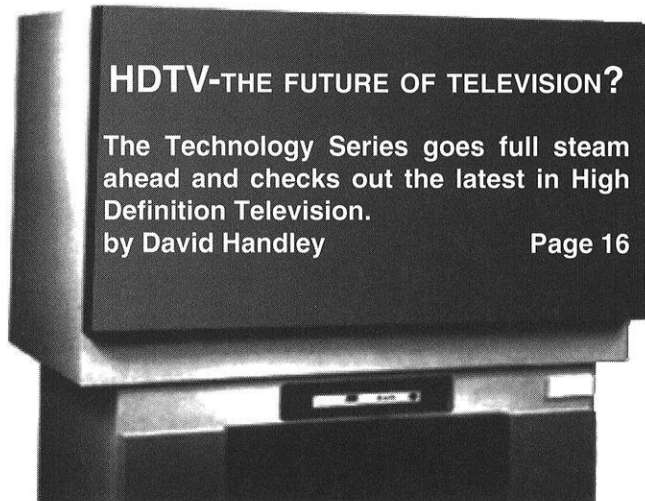 HDTV-THE FUTURE OF TELEVISION?
The Technology Series goes full steam
ahead and checks out the latest in High
Definition Television.
by David Handley Page 16